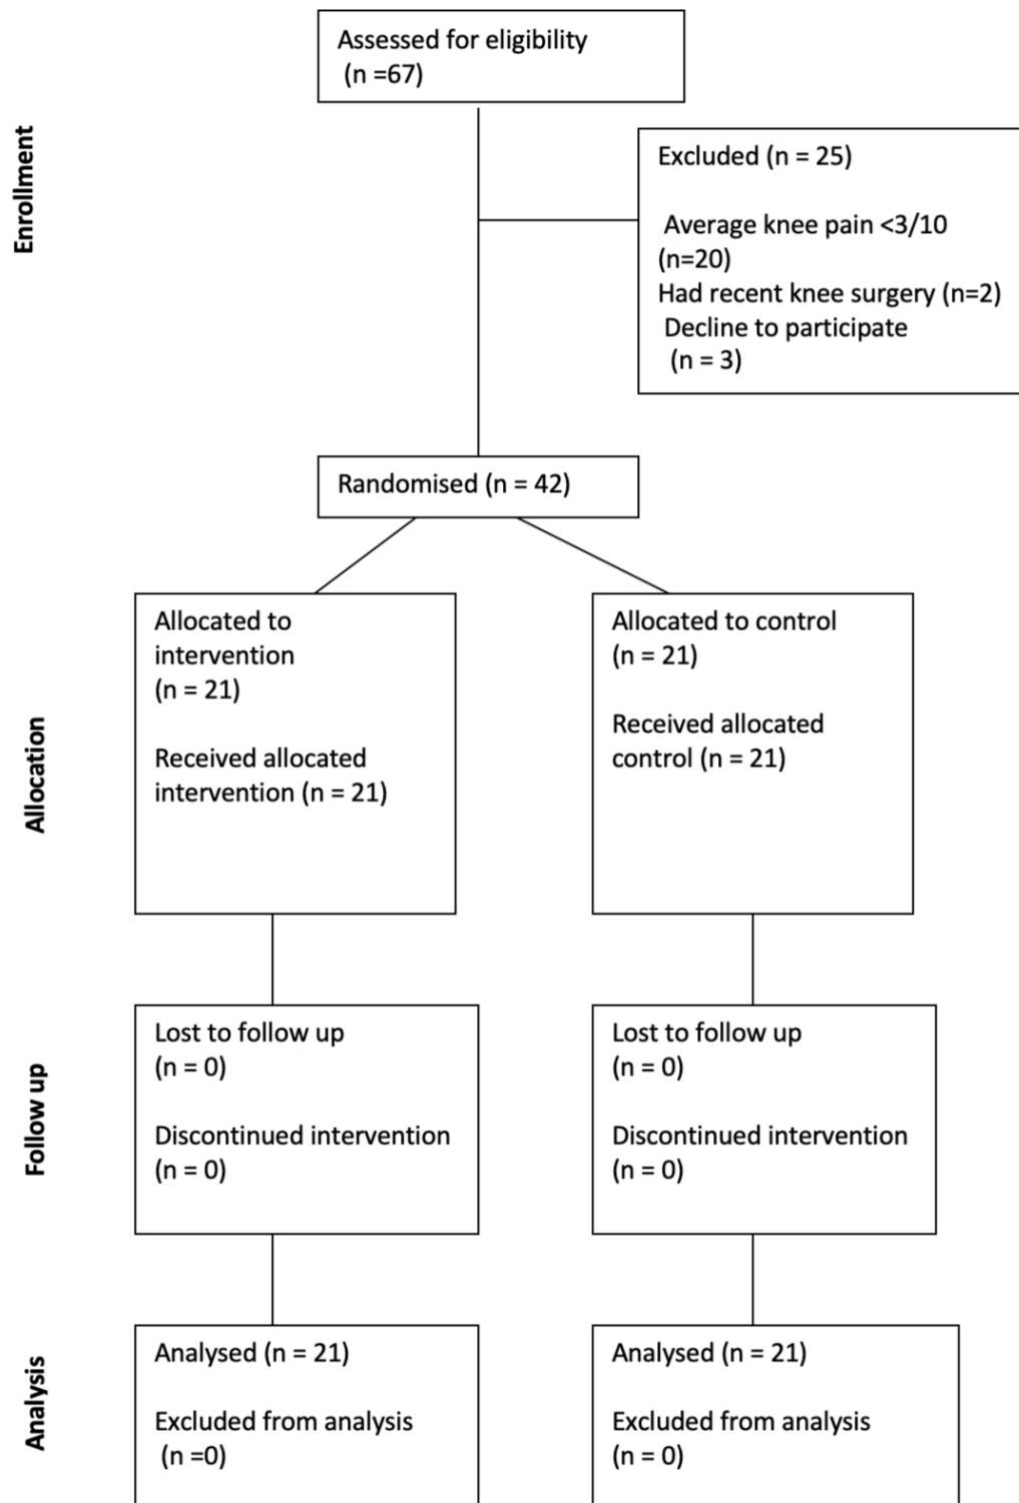 Enrollment
Assessed for eligibility
(n =67)
Excluded (n = 25)
Average knee pain <3/10
(n=20)
Had recent knee surgery (n=2)
Decline to participate
(n = 3)
Randomised (n = 42)
Allocation
Allocated to
intervention
(n = 21)
Received allocated
intervention (n = 21)
Allocated to control
(n = 21)
Received allocated
control (n = 21)
Follow up
Lost to follow up
(n = 0)
Discontinued intervention
(n = 0)
Lost to follow up
(n = 0)
Discontinued intervention
(n = 0)
Analysis
Analysed (n = 21)
Excluded from analysis
(n =0)
Analysed (n = 21)
Excluded from analysis
(n = 0)